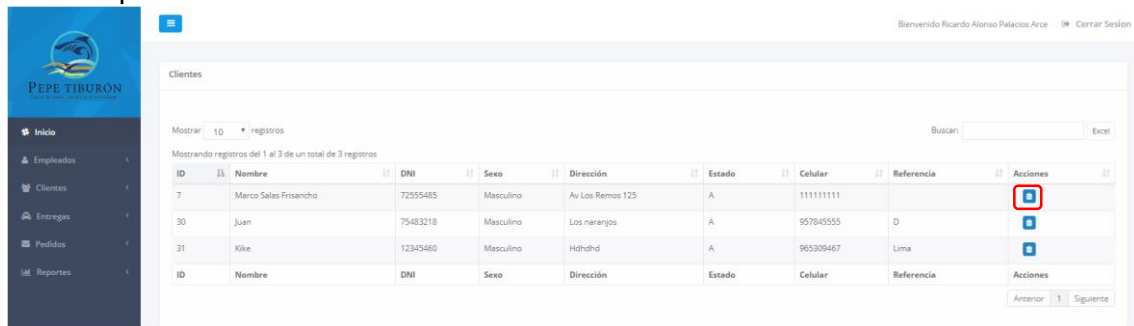 Bienvenido Ricardo Alonso Palacios Arce Cerrar Sesion
PEPE TIBURÓN
Clientes
Inicio
Empleados
Clientes
Entregas
Pedidos
Reportes
Mostrar 10 registros
Buscar:
Excel
Mostrando registros del 1 al 3 de un total de 3 registros
ID Nombre DNI Sexo Dirección Estado Celular Referencia Acciones
7 Marco Salas Frisancho 72555485 Masculino Av Los Remos 125 A 111111111
30 Juan 75483218 Masculino Los naranjos A 957845555 D
31 Kike 12345460 Masculino Hdhdhd A 965309467 Lima
ID Nombre DNI Sexo Dirección Estado Celular Referencia Acciones
Anterior 1 Siguiente